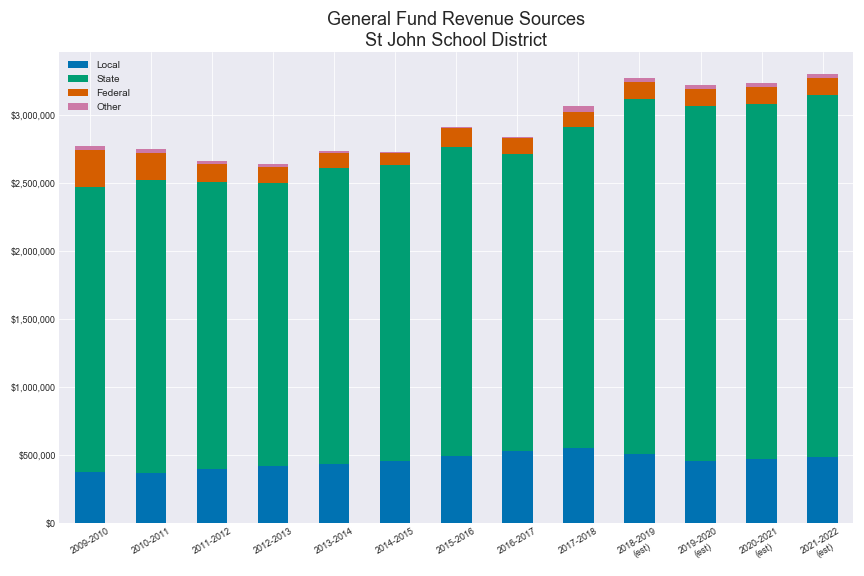 General Fund Revenue Sources
St John School District
Local
State
Federal
Other
$3,000,000
$2,500,000
$2,000,000
$1,500,000
$1,000,000
$500,000
$0
2009-2010
2010-2011
2011-2012
2012-2013
2013-2014
2014-2015
2015-2016
2016-2017
2017-2018
2018-2019
(est)
2019-2020
(est)
2020-2021
(est)
2021-2022
(est)